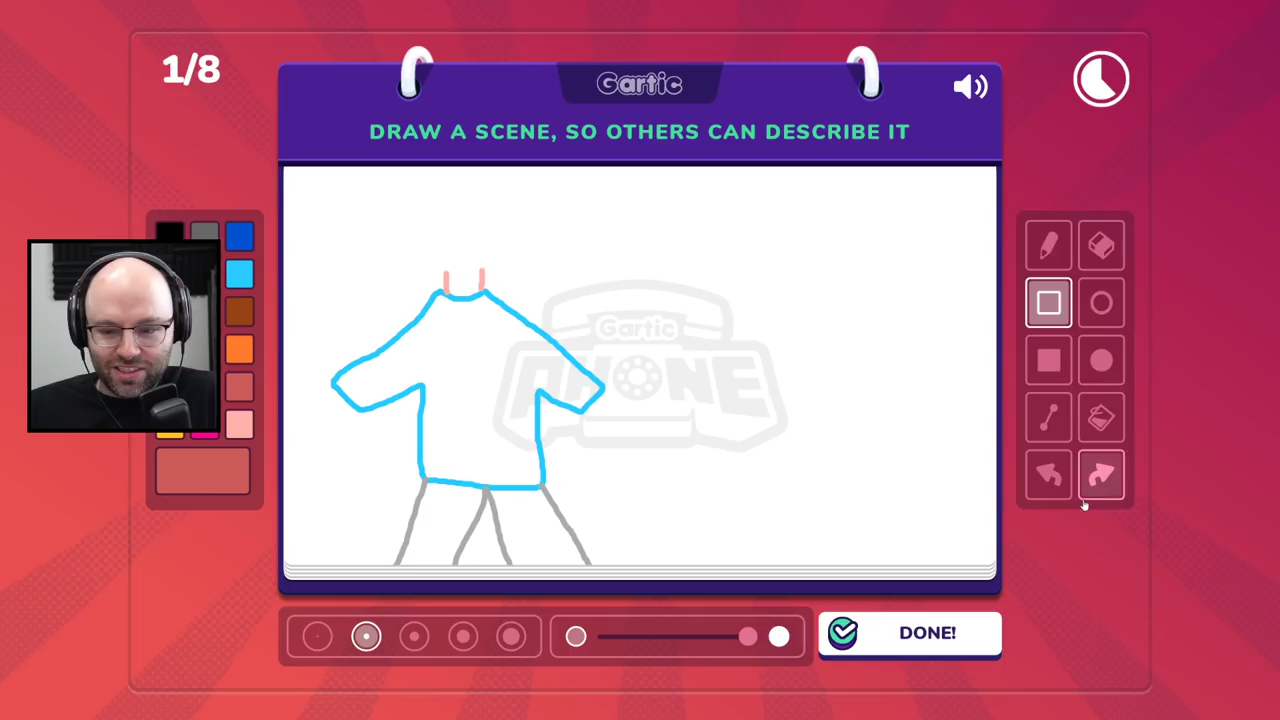 1/8
Gartic
DRAW A SCENE, SO OTHERS CAN DESCRIBE IT
Gartic
PHONE
DONE!